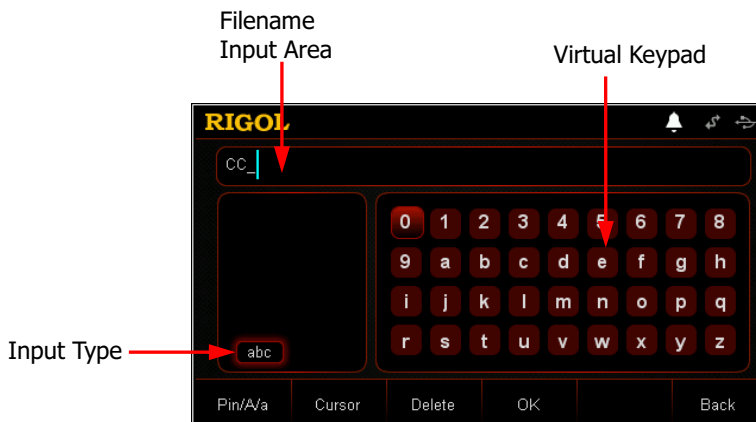 Filename
Input Area
Virtual Keypad
RIGOL
CC_
0 1 2 3 4 5 6 7 8
9 a b c d e f g h
i j k l m n o p q
Input Type
abc
r s t u v w x y z
Pin/A/a Cursor Delete OK Back